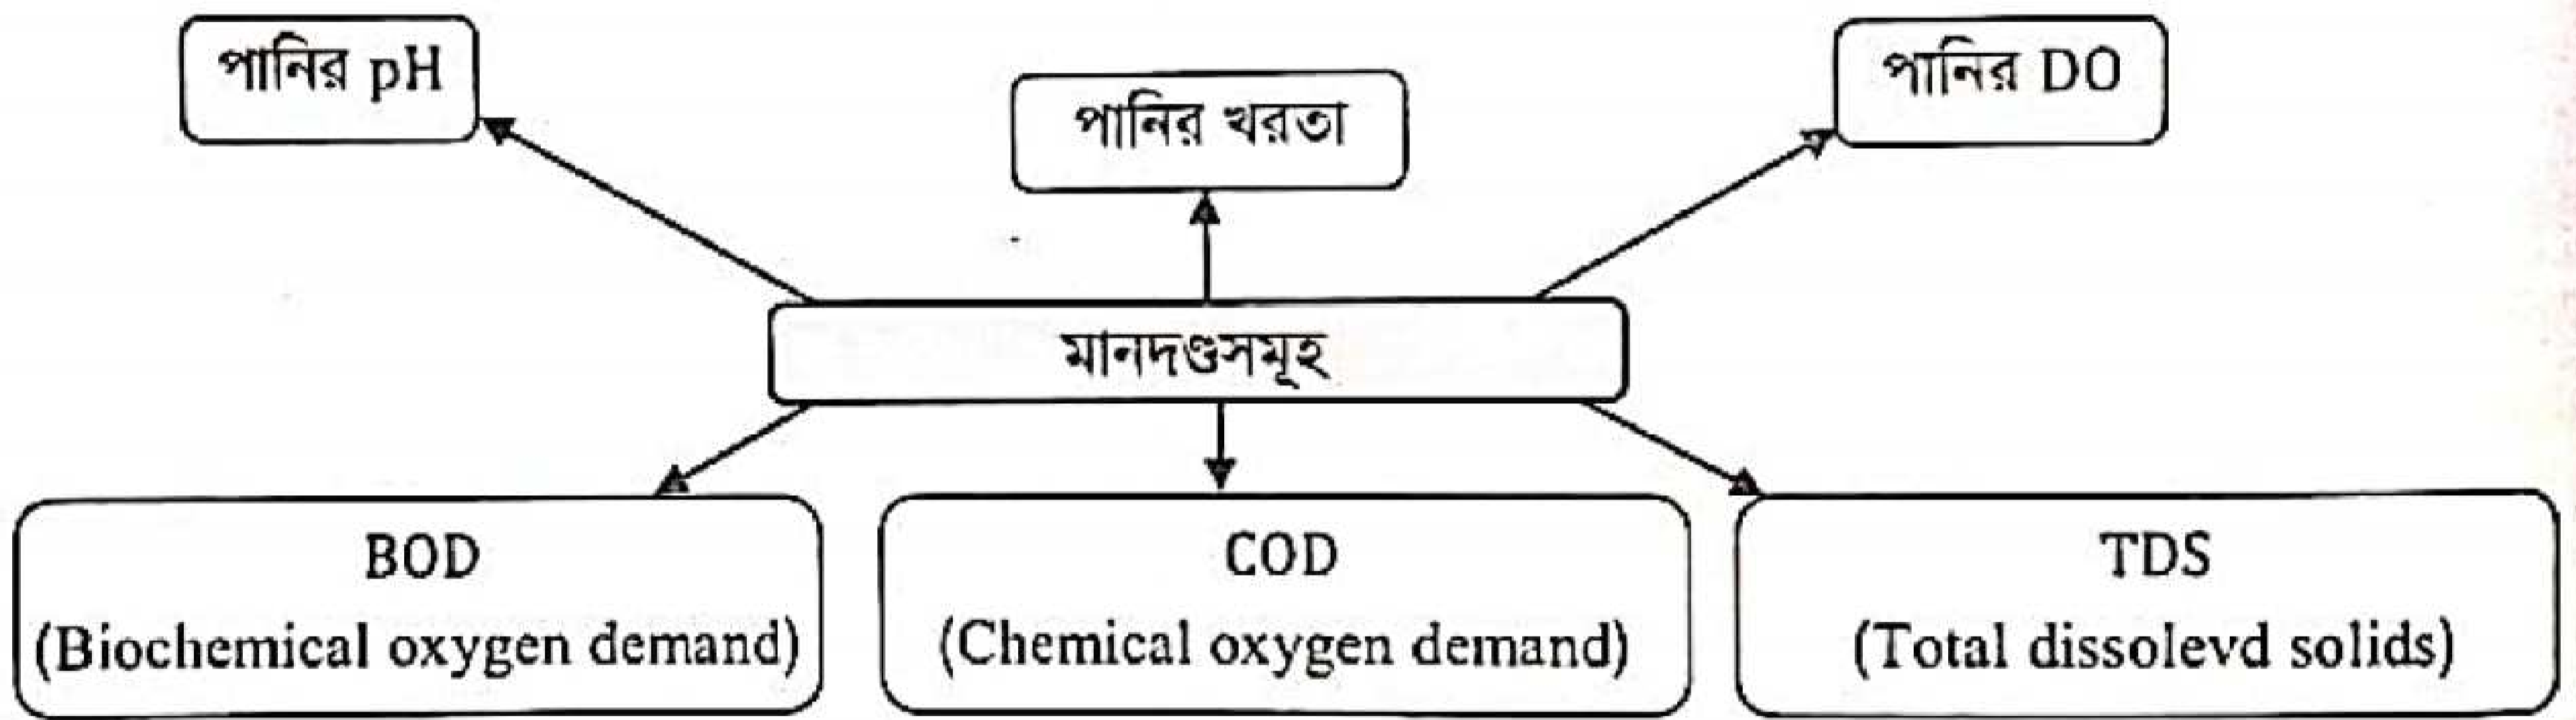 পানির pH
পানির খরতা
পানির DO
মানদণ্ডসমূহ
BOD
(Biochemical oxygen demand)
COD
(Chemical oxygen demand)
TDS
(Total dissolevd solids)